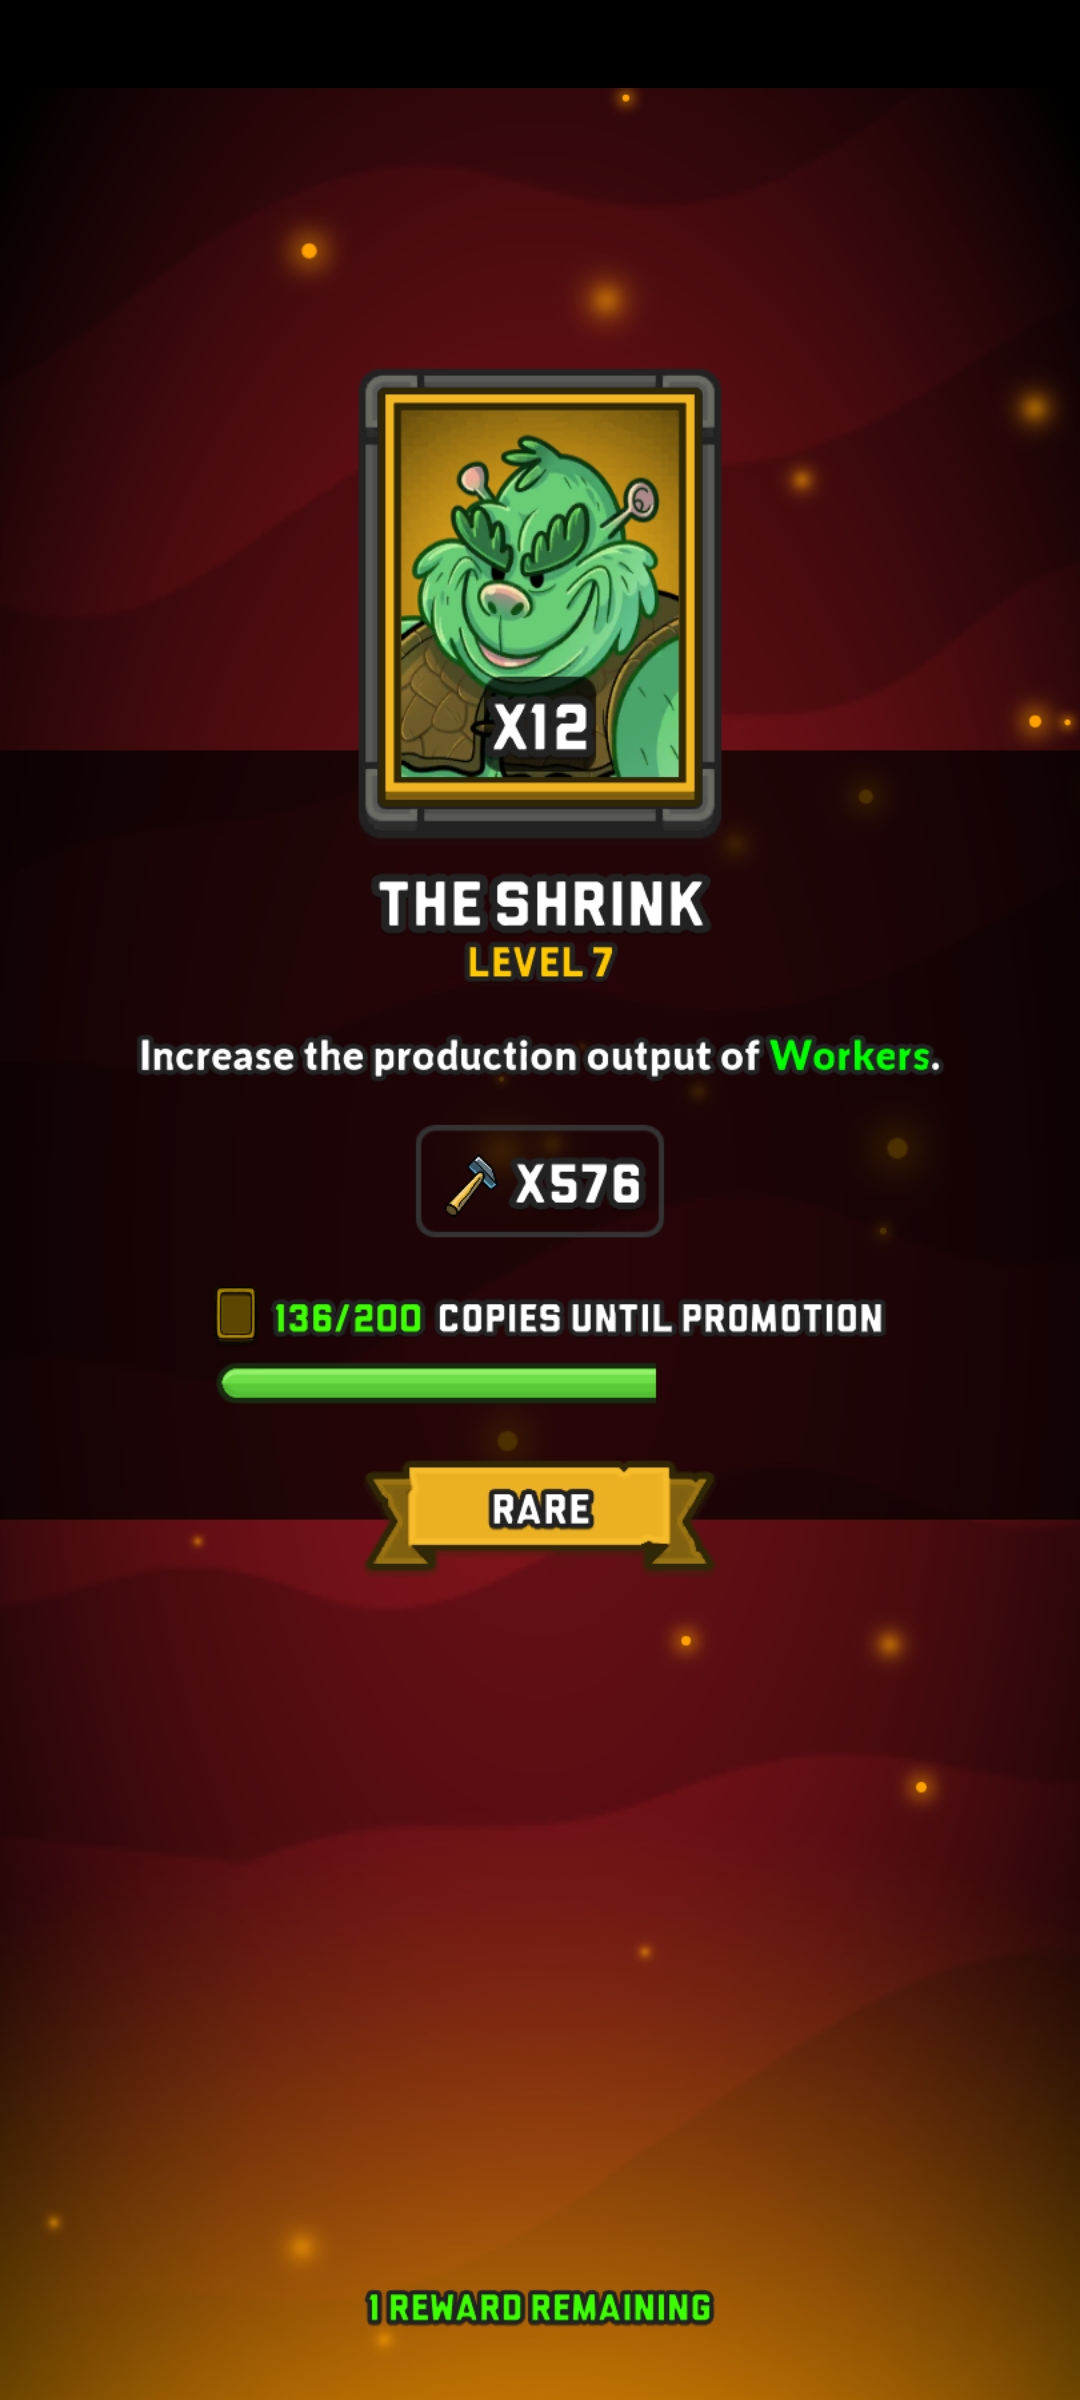 X12
THE SHRINK
LEVEL 7
Increase the production output of Workers.
X576
136/200 COPIES UNTIL PROMOTION
RARE
1 REWARD REMAINING